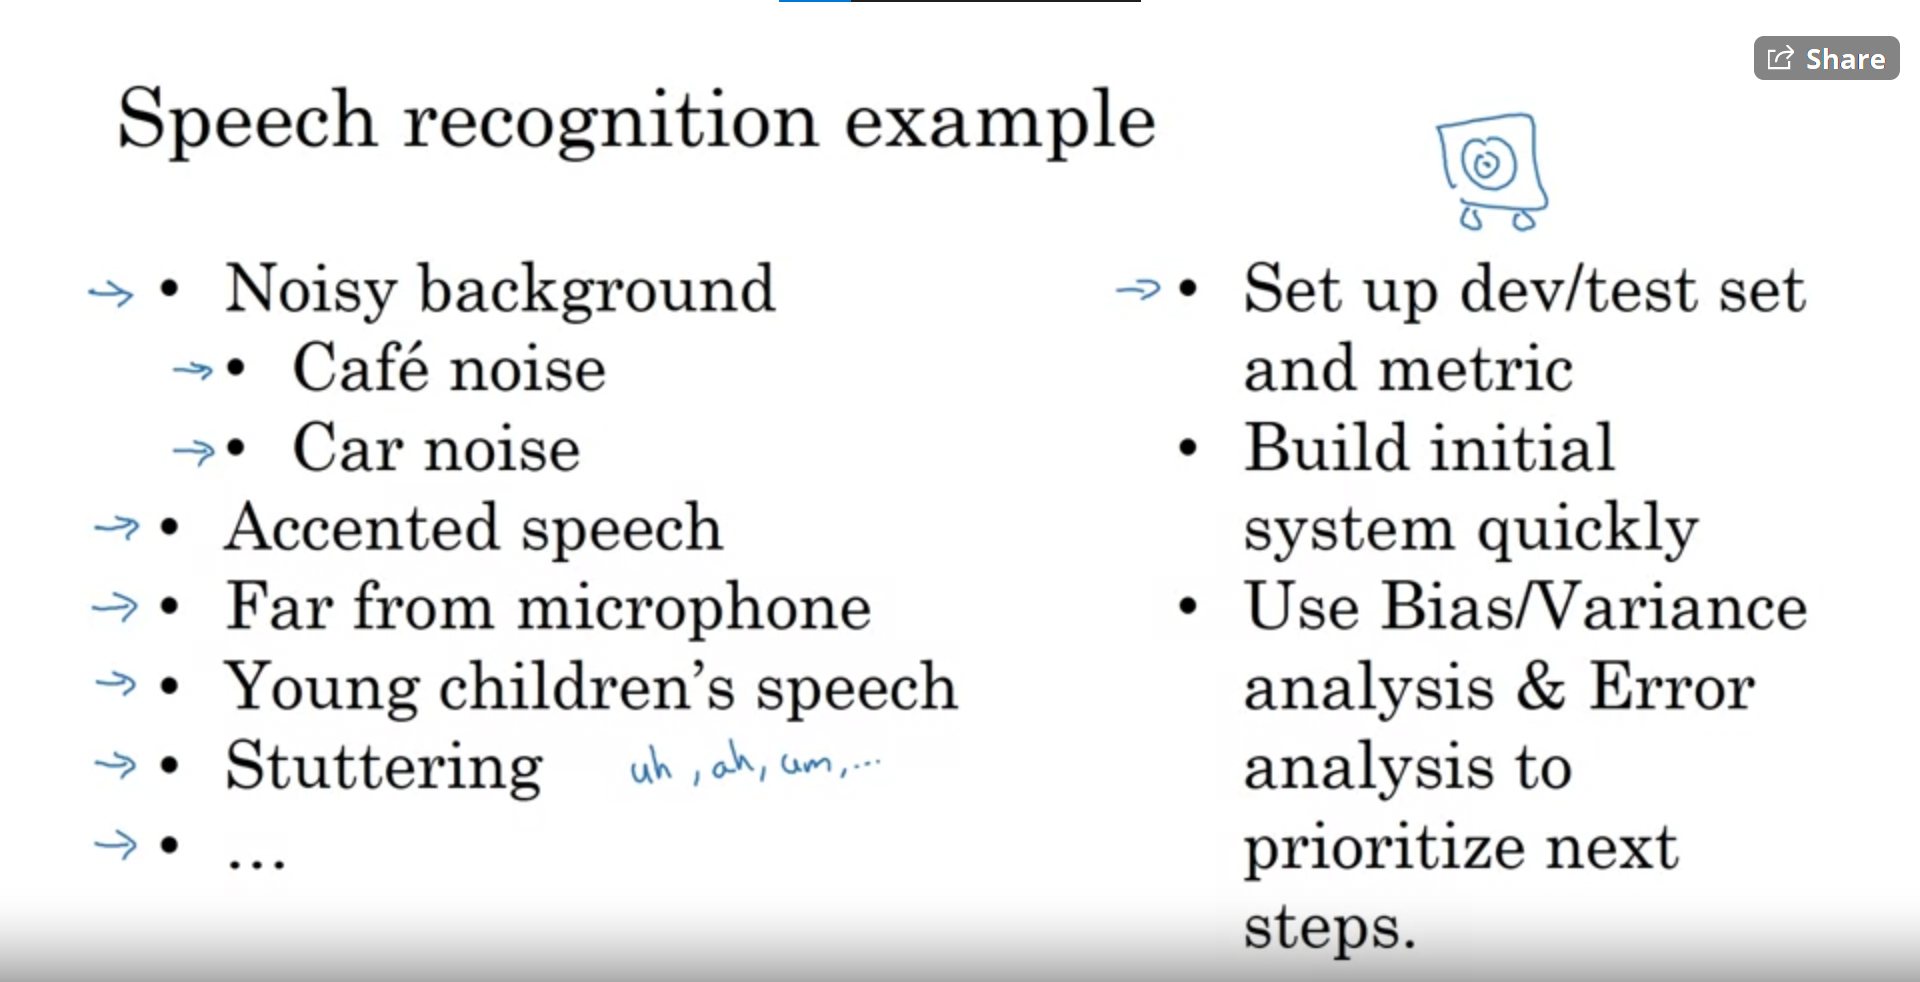 Share
Speech recognition example
• Noisy background
• Café noise
• Car noise
• Accented speech
• Far from microphone
• Young children’s speech
• Stuttering uh, ah, um, ...
• ...
• Set up dev/test set
and metric
• Build initial
system quickly
• Use Bias/Variance
analysis & Error
analysis to
prioritize next
steps.